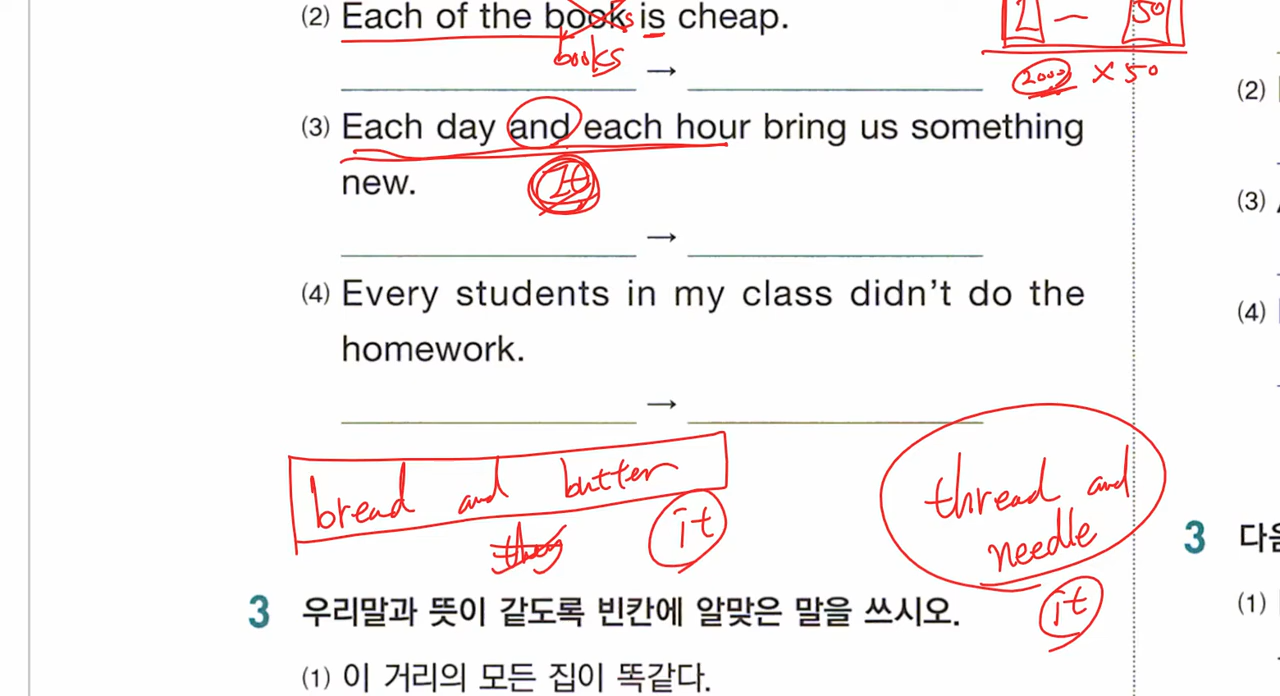 (2) Each of the books is cheap.
books
→
1 — 50
2000 × 50
(3) Each day and each hour bring us something
new.
It
→
(4) Every students in my class didn't do the
homework.
→
bread and butter
they it
thread and
needle
it
3 우리말과 뜻이 같도록 빈칸에 알맞은 말을 쓰시오.
(1) 이 거리의 모든 집이 똑같다.
(2)
(3)
(4)
3 다음
(1)